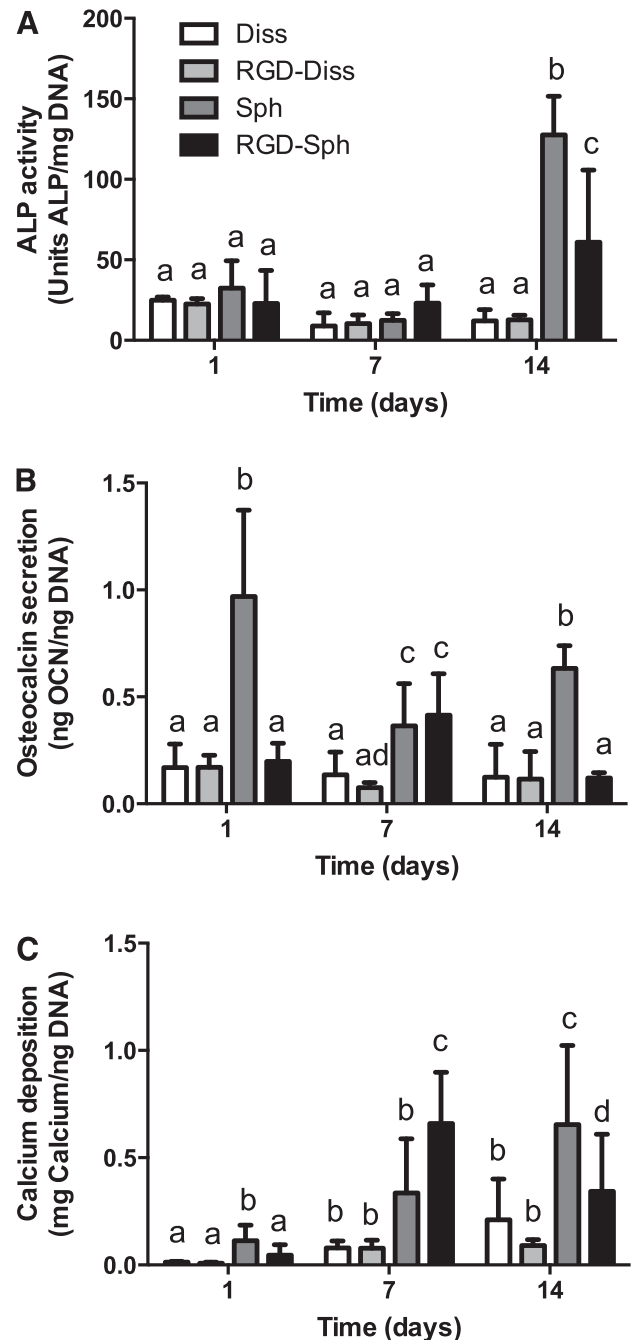 A
200
150
100
50
0
ALP activity
(Units ALP/mg DNA)
Diss
RGD-Diss
Sph
RGD-Sph
a a a a a a a a a a b c
1 7 14
Time (days)
B
1.5
1.0
0.5
0.0
Osteocalcin secretion
(ng OCN/ng DNA)
a a b a a ad c c a a b a
1 7 14
Time (days)
C
1.5
1.0
0.5
0.0
Calcium deposition
(mg Calcium/ng DNA)
a a b a b b b c b b c d
1 7 14
Time (days)